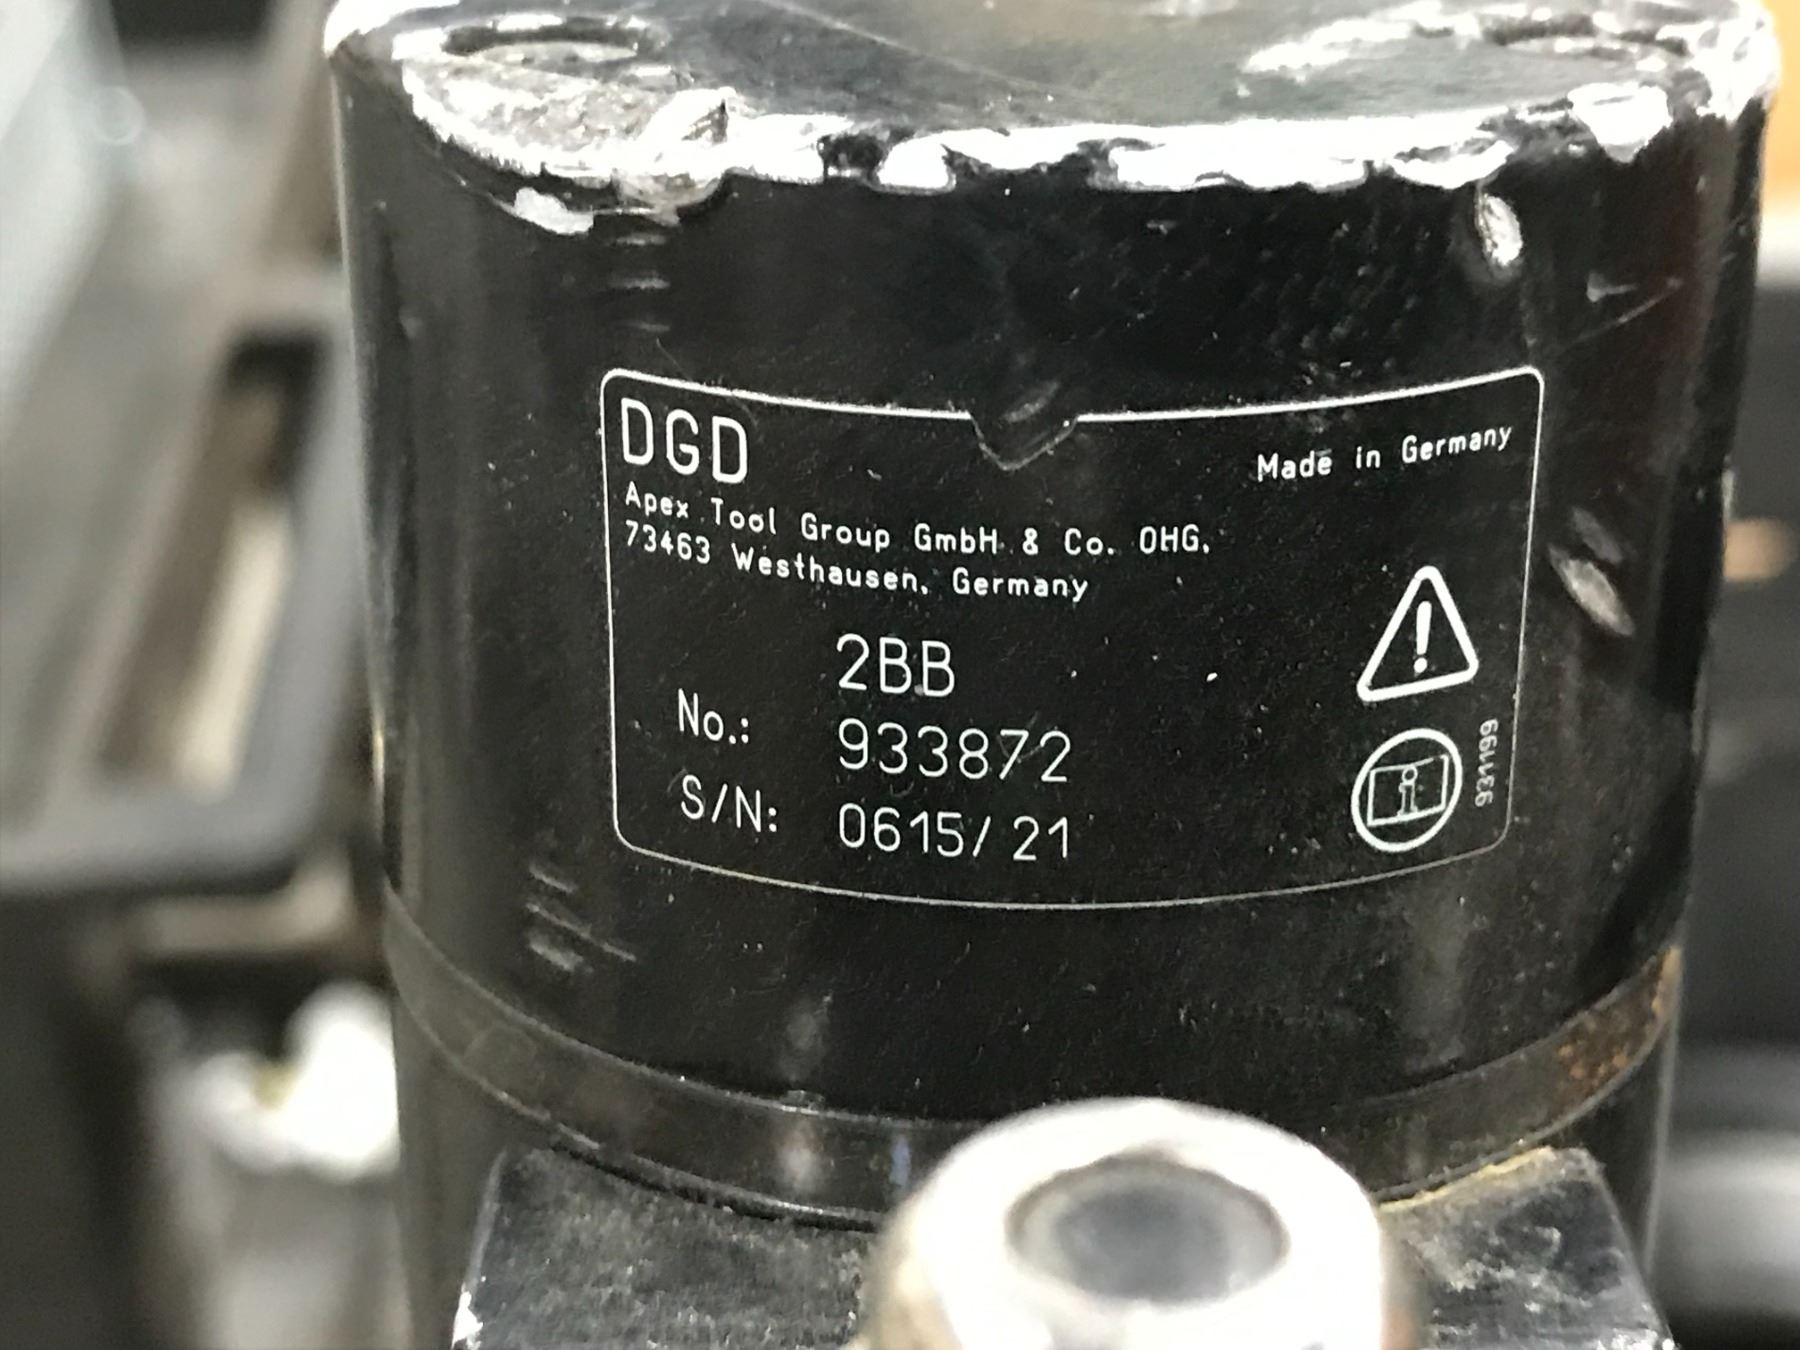 DGD
Made in Germany
Apex Tool Group GmbH & Co. OHG,
73463 Westhausen, Germany
2BB
No.: 933872
S/N: 0615/21
931199